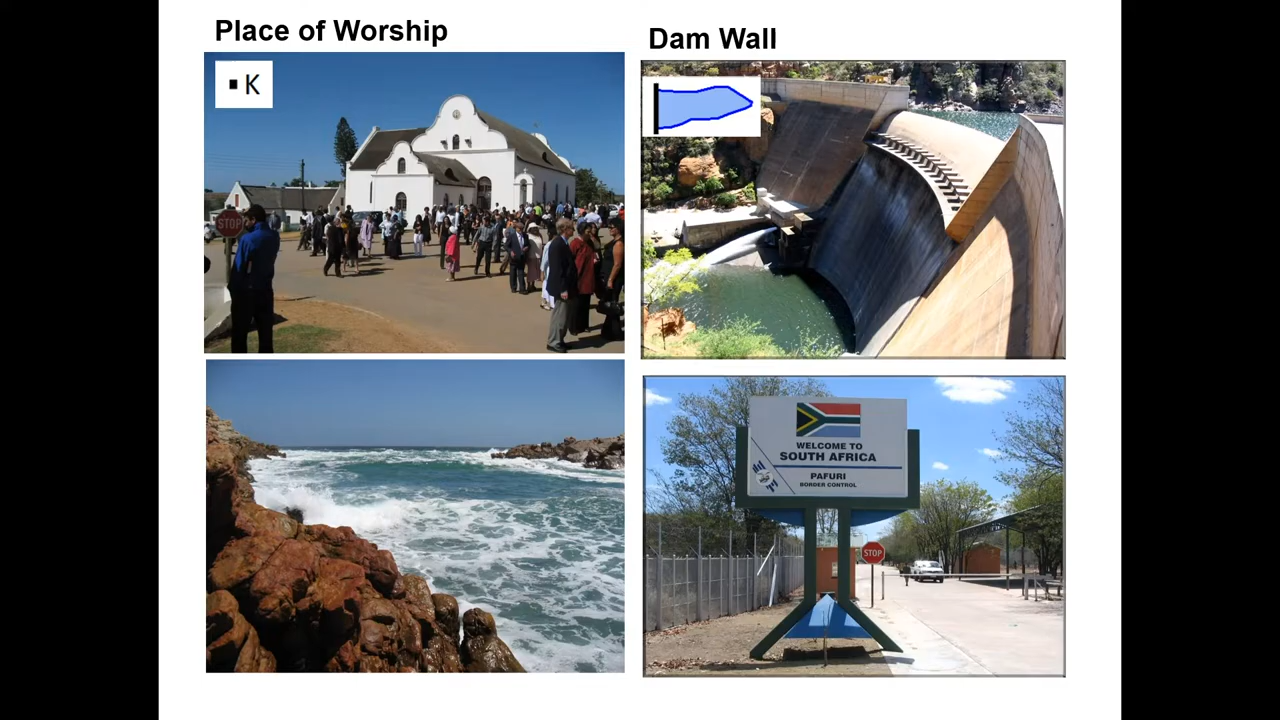 Place of Worship
Dam Wall
K
STOP
WELCOME TO
SOUTH AFRICA
PAFURI
BORDER CONTROL
STOP